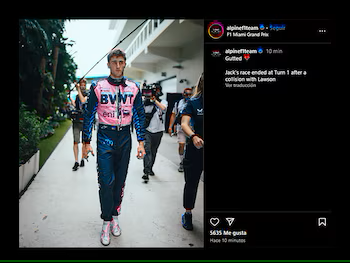 alpinef1team • Seguir
F1 Miami Grand Prix
alpinef1team 10 min
Gutted 💔
Jack's race ended at Turn 1 after a
collision with Lawson
Ver traducción
BWT
eni
5635 Me gusta
Hace 10 minutos